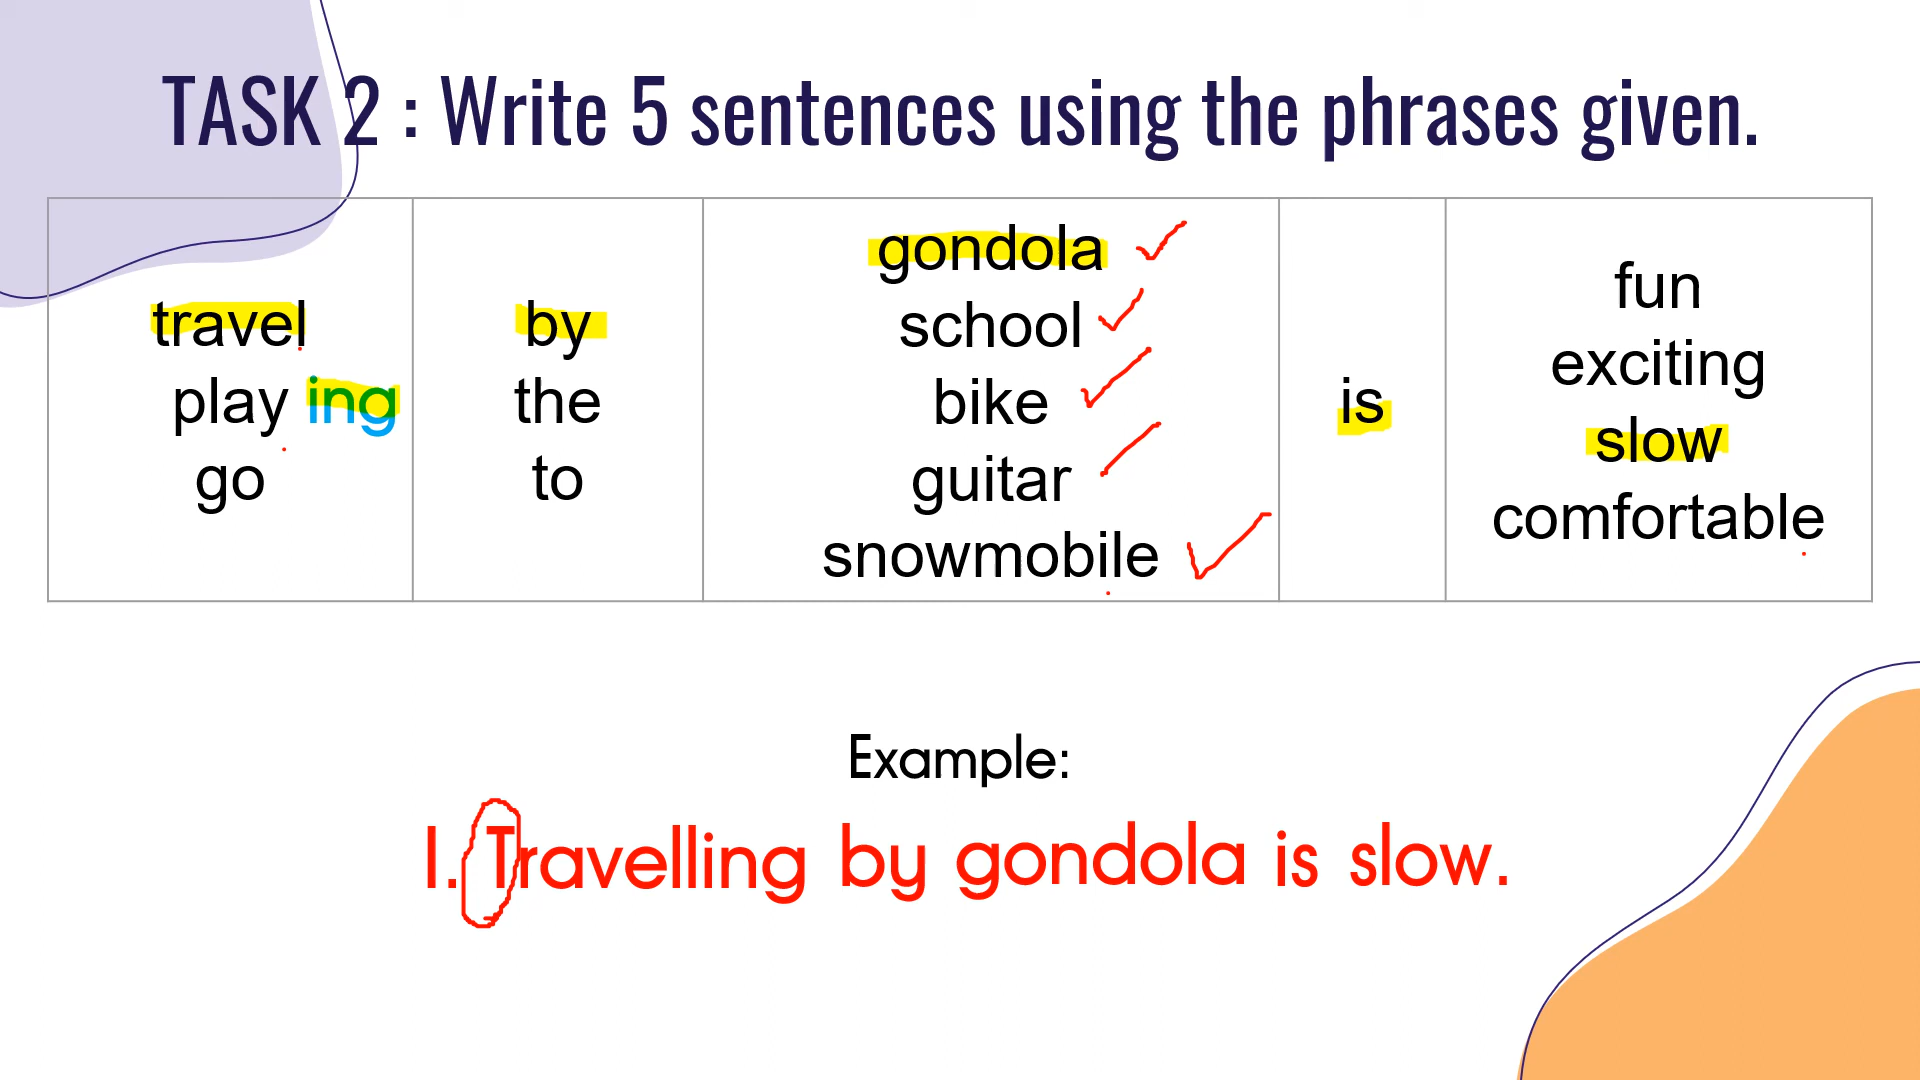 TASK 2 : Write 5 sentences using the phrases given.
travel
play ing
go
by
the
to
gondola
school
bike
guitar
snowmobile
is
fun
exciting
slow
comfortable
Example:
1. Travelling by gondola is slow.